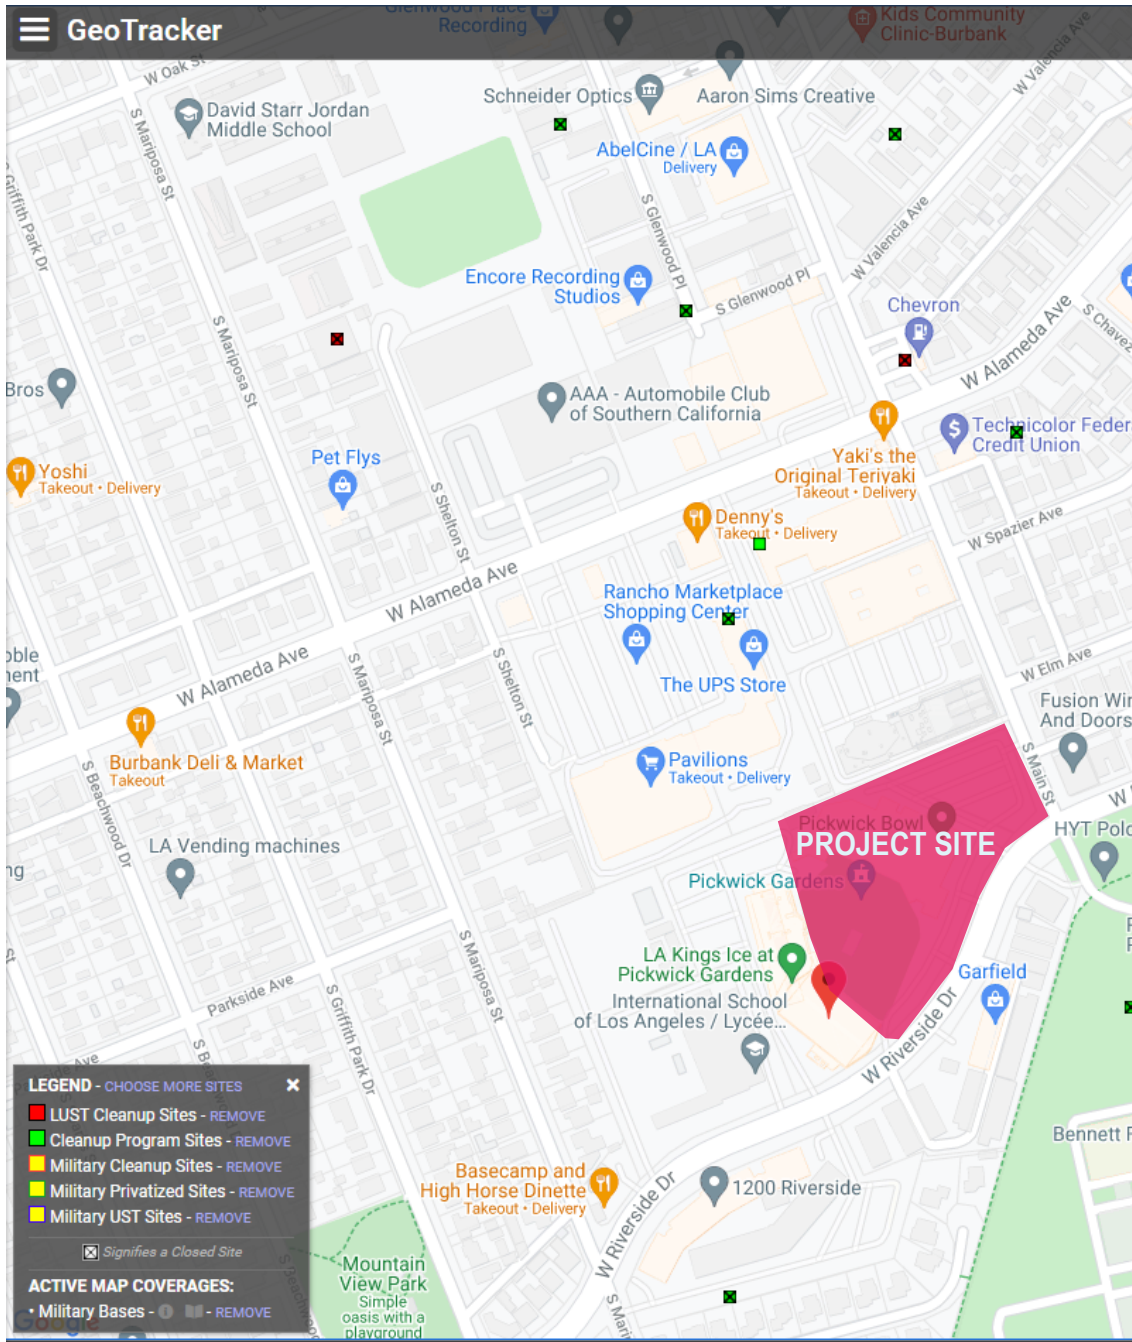 GeoTracker
Glenwood Place
Recording
Kids Community
Clinic-Burbank
W Oak St
W Valencia Ave
David Starr Jordan
Middle School
S Mariposa St
Schneider Optics
Aaron Sims Creative
AbelCine / LA
Delivery
S Griffith Park Dr
S Glenwood Pl
W Valencia Ave
Encore Recording
Studios
S Glenwood Pl
Chevron
S Chavez
W Alameda Ave
S Mariposa St
Bros
AAA - Automobile Club
of Southern California
Technicolor Feder
Credit Union
Yaki's the
Original Teriyaki
Takeout • Delivery
Yoshi
Takeout • Delivery
Pet Flys
S Shelton St
Denny's
Takeout • Delivery
W Spazier Ave
W Alameda Ave
Rancho Marketplace
Shopping Center
The UPS Store
W Elm Ave
W Alameda Ave
S Mariposa St
S Shelton St
Fusion Wir
And Doors
S Main St
Burbank Deli & Market
Takeout
Pavilions
Takeout • Delivery
S Beachwood Dr
LA Vending machines
Pickwick Bowl
PROJECT SITE
HYT Polo
Pickwick Gardens
S Mariposa St
LA Kings Ice at
Pickwick Gardens
Garfield
International School
of Los Angeles / Lycée...
Parkside Ave
S Griffith Park Dr
W Riverside Dr
LEGEND - CHOOSE MORE SITES
LUST Cleanup Sites - REMOVE
Cleanup Program Sites - REMOVE
Military Cleanup Sites - REMOVE
Military Privatized Sites - REMOVE
Military UST Sites - REMOVE
Signifies a Closed Site
ACTIVE MAP COVERAGES:
• Military Bases - REMOVE
Google
Bennett
Basecamp and
High Horse Dinette
Takeout • Delivery
1200 Riverside
W Riverside Dr
Mountain
View Park
Simple
oasis with a
playground